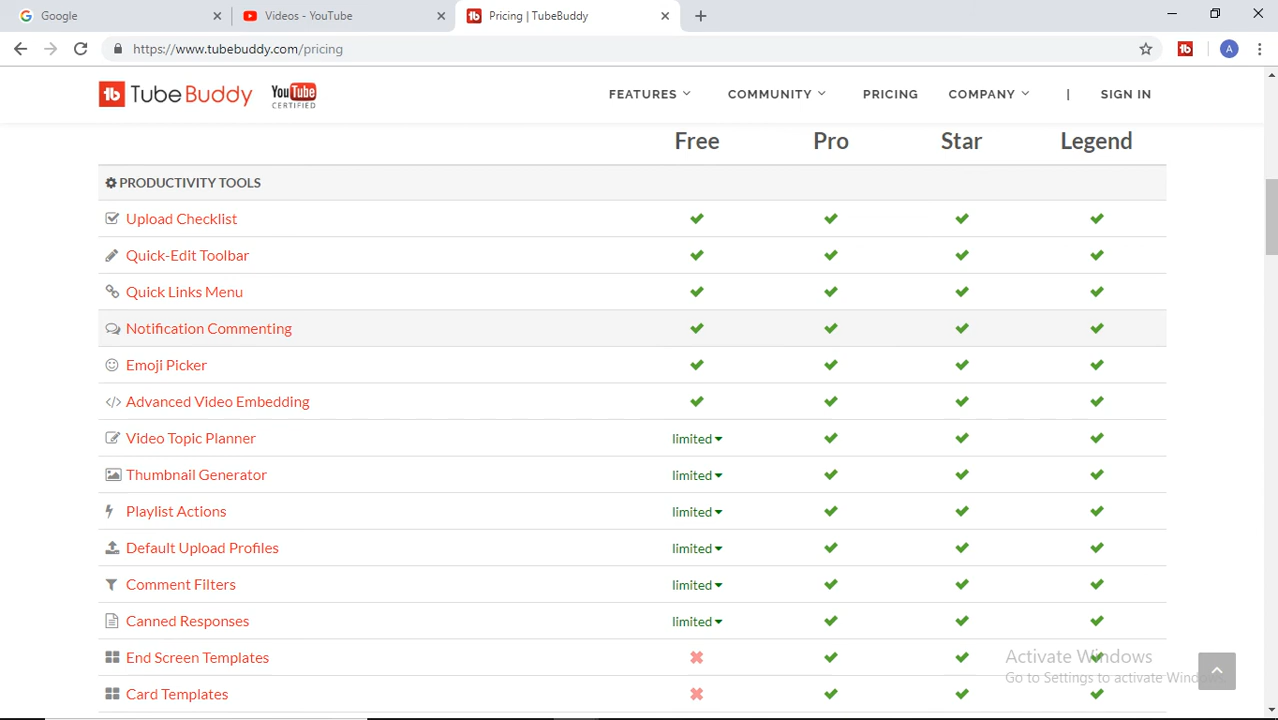 Google
Videos - YouTube
Pricing | TubeBuddy
https://www.tubebuddy.com/pricing
A
TubeBuddy
YouTube CERTIFIED
FEATURES COMMUNITY PRICING COMPANY | SIGN IN
Free Pro Star Legend
PRODUCTIVITY TOOLS
Upload Checklist
Quick-Edit Toolbar
Quick Links Menu
Notification Commenting
Emoji Picker
Advanced Video Embedding
Video Topic Planner limited
Thumbnail Generator limited
Playlist Actions limited
Default Upload Profiles limited
Comment Filters limited
Canned Responses limited
End Screen Templates
Card Templates
Activate Windows
Go to Settings to activate Windows.